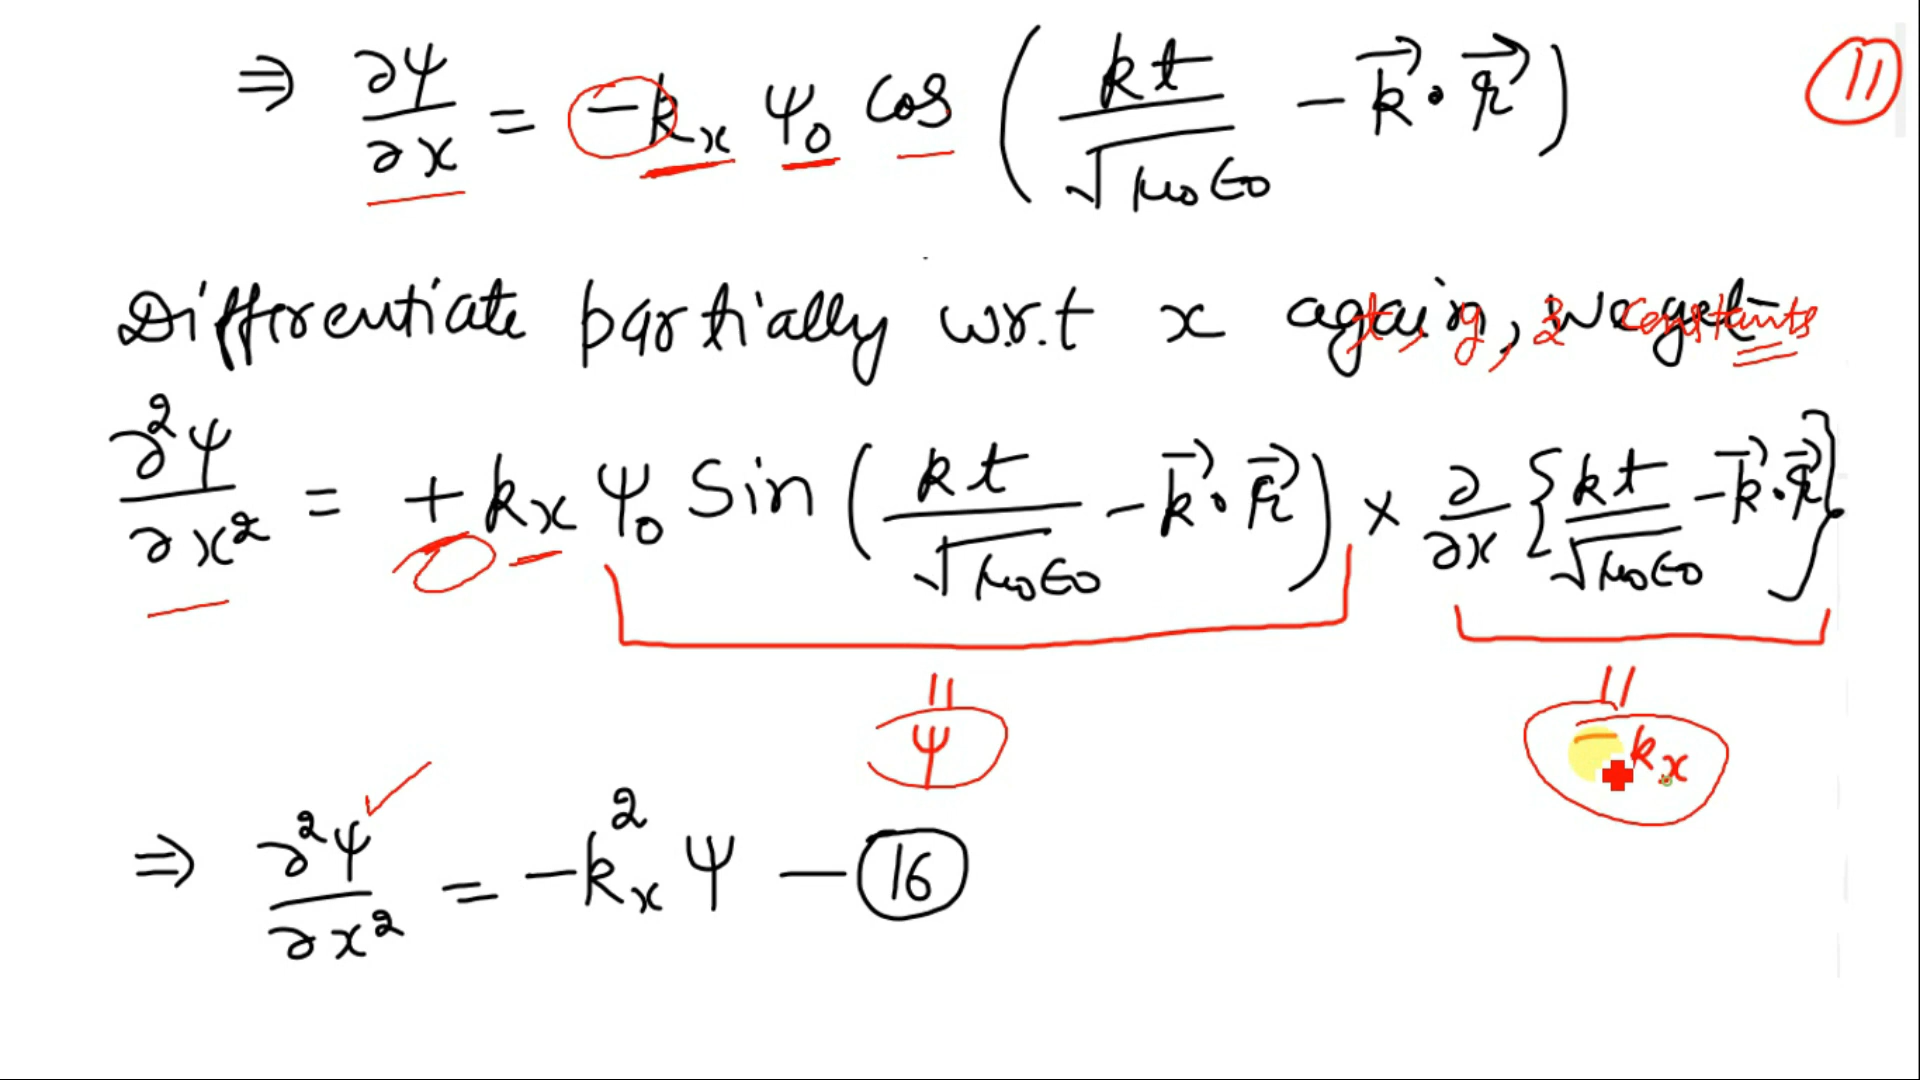 ⇒ ∂ψ/∂x = -kₓ ψ₀ cos (kt/√μ₀ε₀ - k⃗·r⃗) 11
Differentiate partially w.r.t x again, we get
t, y, z constants
∂²ψ/∂x² = + kₓ ψ₀ Sin (kt/√μ₀ε₀ - k⃗·r⃗) × ∂/∂x {kt/√μ₀ε₀ - k⃗·r⃗}
= ψ = -kₓ
⇒ ∂²ψ/∂x² = -kₓ² ψ - 16